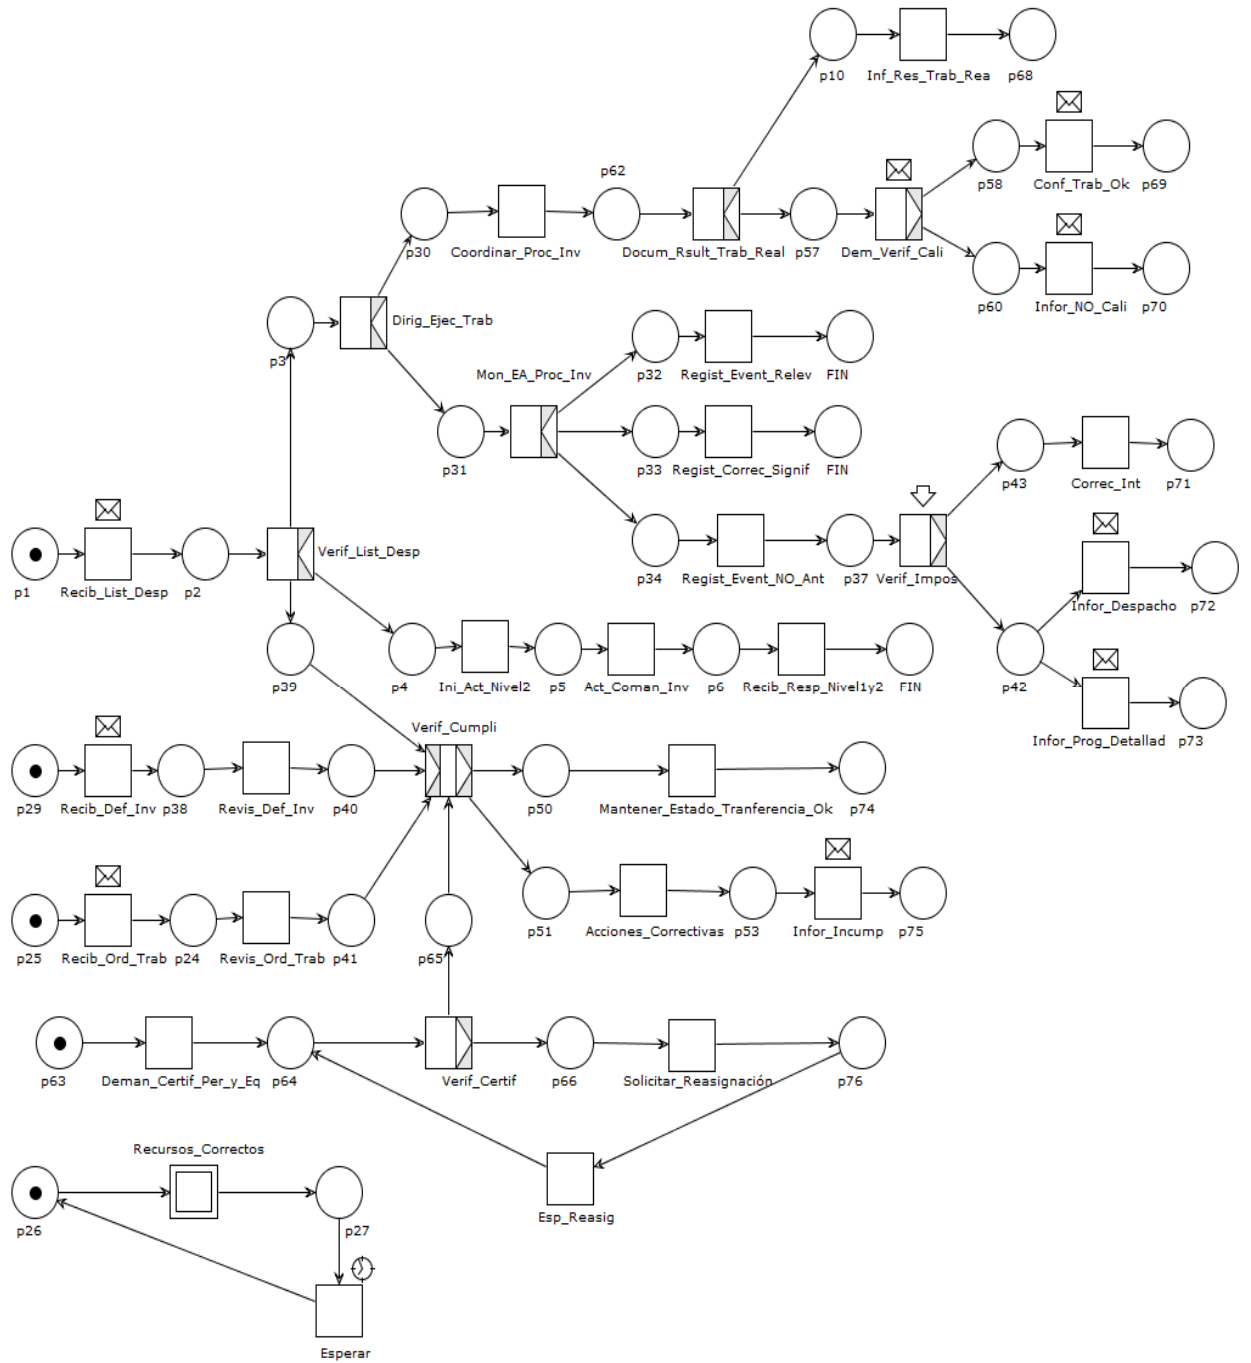 p10
Inf_Res_Trab_Rea
p68
p62
p58
Conf_Trab_Ok
p69
p30
Coordinar_Proc_Inv
Docum_Rsult_Trab_Real
p57
Dem_Verif_Cali
p60
Infor_NO_Cali
p70
Dirig_Ejec_Trab
p3
Mon_EA_Proc_Inv
p32
Regist_Event_Relev
FIN
p31
p33
Regist_Correc_Signif
FIN
p43
Correc_Int
p71
Verif_List_Desp
p1
Recib_List_Desp
p2
p34
Regist_Event_NO_Ant
p37
Verif_Impos
Infor_Despacho
p72
p39
p4
Ini_Act_Nivel2
p5
Act_Coman_Inv
p6
Recib_Resp_Nivel1y2
FIN
p42
Verif_Cumpli
Infor_Prog_Detallad
p73
p29
Recib_Def_Inv
p38
Revis_Def_Inv
p40
p50
Mantener_Estado_Tranferencia_Ok
p74
p25
Recib_Ord_Trab
p24
Revis_Ord_Trab
p41
p65
p51
Acciones_Correctivas
p53
Infor_Incump
p75
p63
Deman_Certif_Per_y_Eq
p64
Verif_Certif
p66
Solicitar_Reasignación
p76
Recursos_Correctos
p26
p27
Esp_Reasig
Esperar